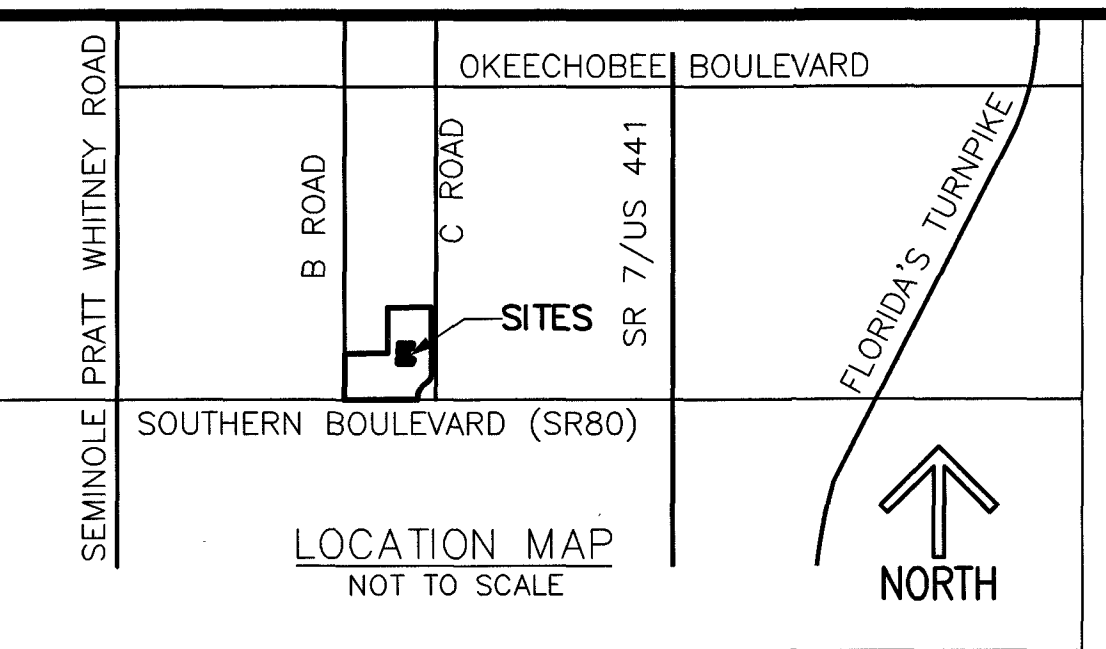 OKEECHOBEE BOULEVARD
SEMINOLE PRATT WHITNEY ROAD
B ROAD
C ROAD
SR 7/US 441
FLORIDA'S TURNPIKE
SITES
SOUTHERN BOULEVARD (SR80)
LOCATION MAP
NOT TO SCALE
NORTH